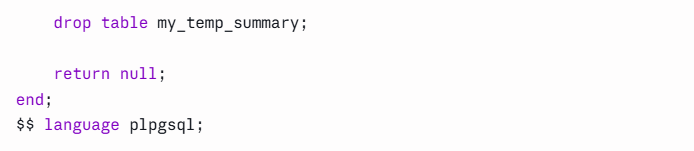 drop table my_temp_summary;
return null;
end;
$$ language plpgsql;